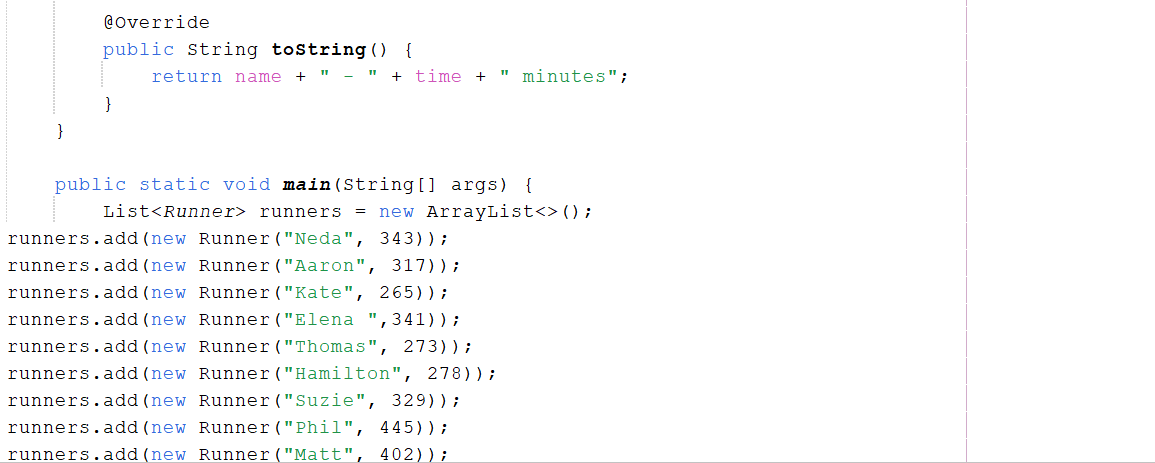 @Override
public String toString() {
return name + " - " + time + " minutes";
}
}
public static void main(String[] args) {
List<Runner> runners = new ArrayList<>();
runners.add(new Runner("Neda", 343));
runners.add(new Runner("Aaron", 317));
runners.add(new Runner("Kate", 265));
runners.add(new Runner("Elena ",341));
runners.add(new Runner("Thomas", 273));
runners.add(new Runner("Hamilton", 278));
runners.add(new Runner("Suzie", 329));
runners.add(new Runner("Phil", 445));
runners.add(new Runner("Matt", 402));